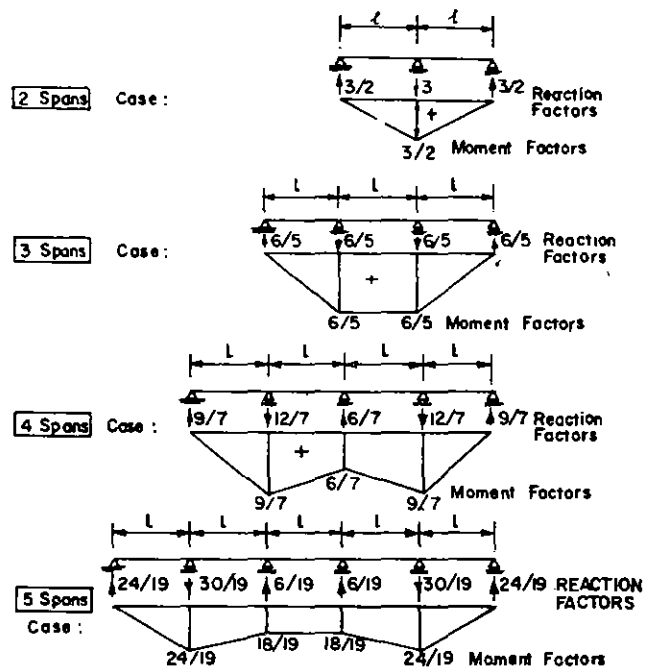 ℓ ℓ
2 Spans Case :
3/2 3 3/2 Reaction
Factors
+
3/2 Moment Factors
l l l
3 Spans Case :
6/5 6/5 6/5 6/5 Reaction
Factors
+
6/5 6/5 Moment Factors
l l l l
4 Spans Case :
9/7 12/7 6/7 12/7 9/7 Reaction
Factors
+
6/7
9/7 9/7 Moment Factors
l l l l l
24/19 30/19 6/19 6/19 30/19 24/19 REACTION
FACTORS
5 Spans
Case :
18/19 18/19
24/19 24/19 Moment Factors